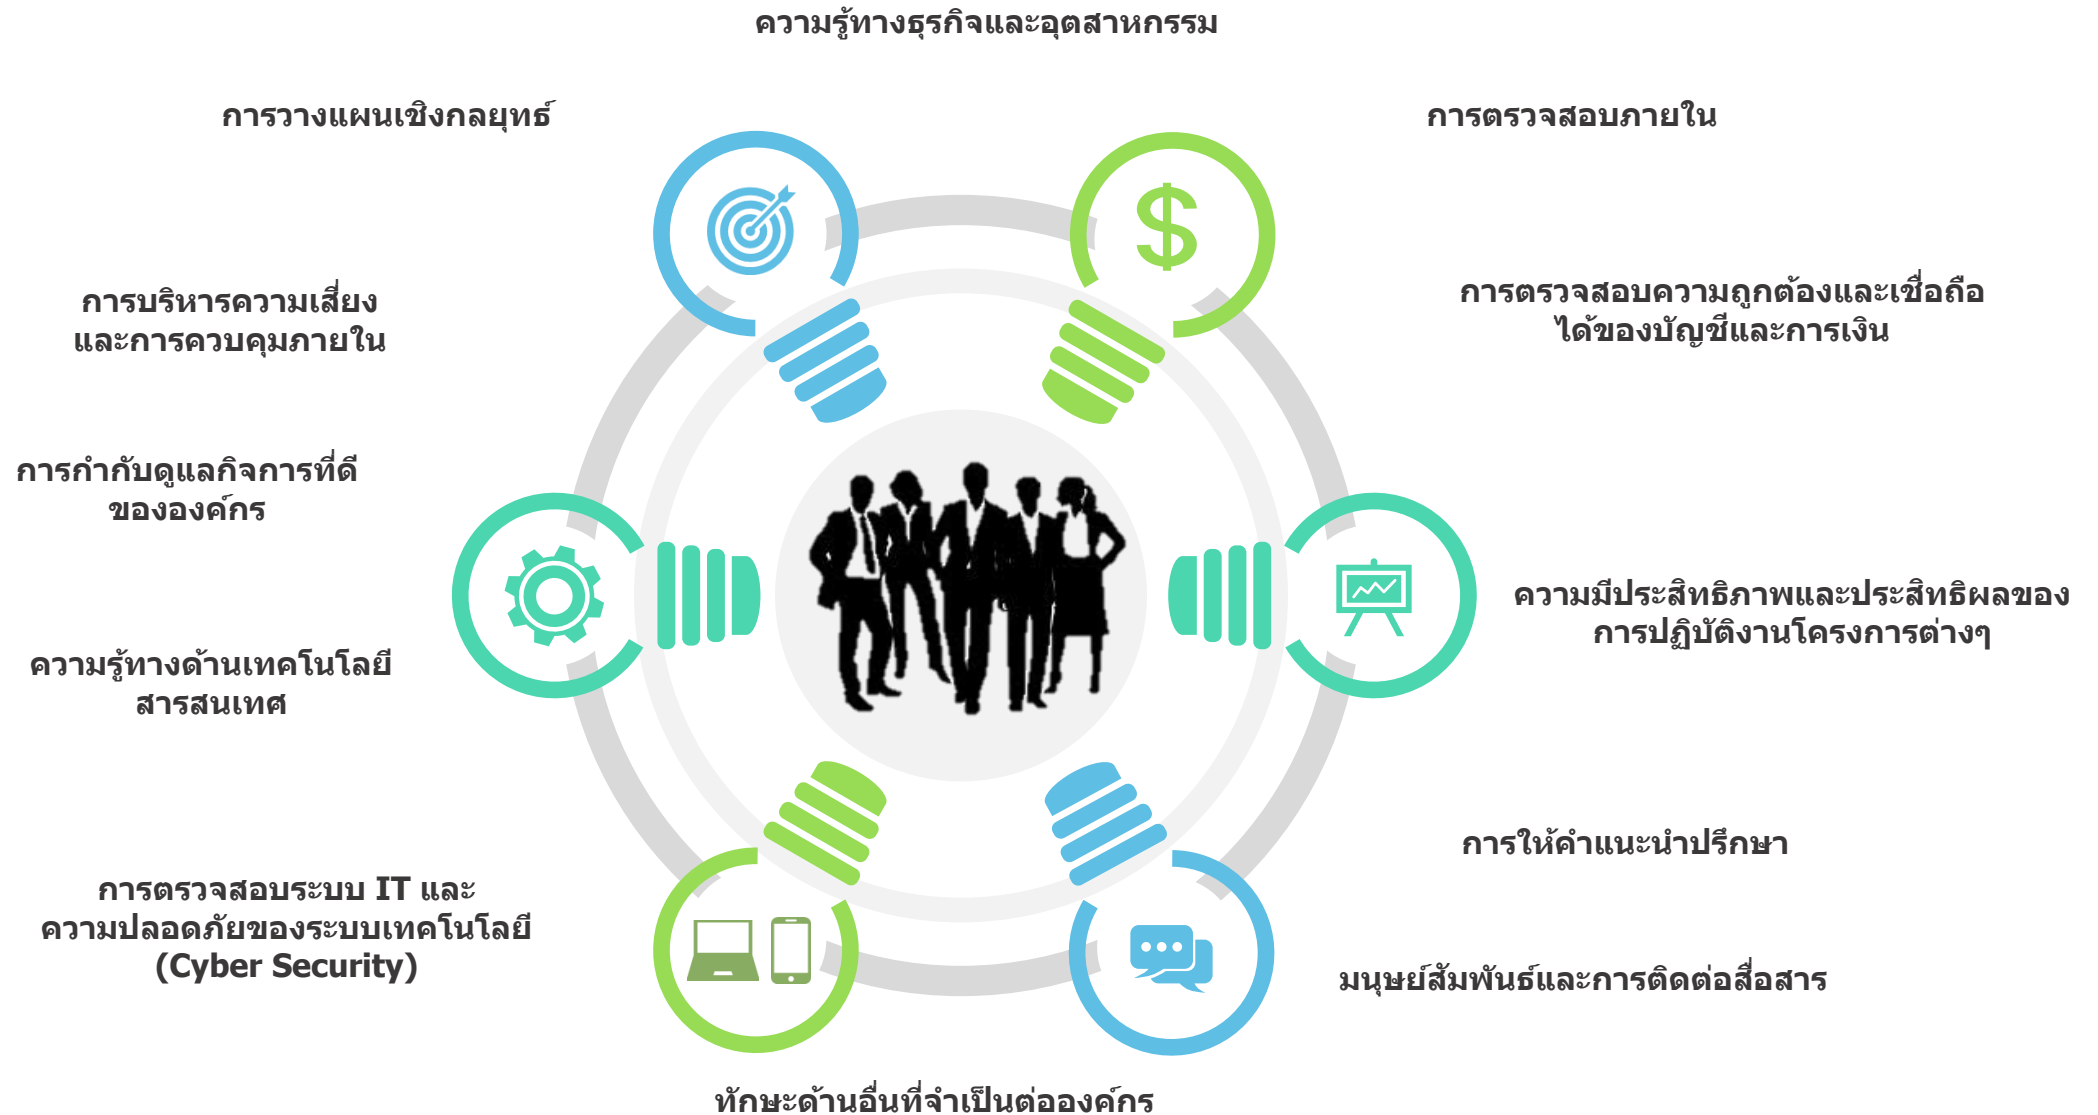 ความรู้ทางธุรกิจและอุตสาหกรรม
การวางแผนเชิงกลยุทธ์
การตรวจสอบภายใน
การบริหารความเสี่ยง
และการควบคุมภายใน
การตรวจสอบความถูกต้องและเชื่อถือ
ได้ของบัญชีและการเงิน
การกำกับดูแลกิจการที่ดี
ขององค์กร
ความมีประสิทธิภาพและประสิทธิผลของ
การปฏิบัติงานโครงการต่างๆ
ความรู้ทางด้านเทคโนโลยี
สารสนเทศ
การให้คำแนะนำปรึกษา
การตรวจสอบระบบ IT และ
ความปลอดภัยของระบบเทคโนโลยี
(Cyber Security)
มนุษย์สัมพันธ์และการติดต่อสื่อสาร
ทักษะด้านอื่นที่จำเป็นต่อองค์กร